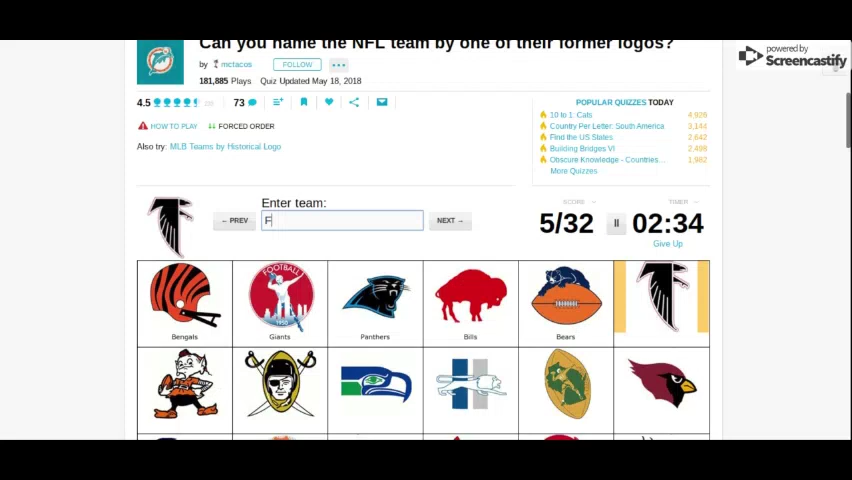 Can you name the NFL team by one of their former logos?
powered by
Screencastify
by mctacos FOLLOW
181,885 Plays Quiz Updated May 18, 2018
4.5 73
HOW TO PLAY FORCED ORDER
Also try: MLB Teams by Historical Logo
POPULAR QUIZZES TODAY
10 to 1: Cats 4,926
Country Per Letter: South America 3,144
Find the US States 2,642
Building Bridges VI 2,498
Obscure Knowledge - Countries… 1,982
More Quizzes
Enter team:
← PREV F NEXT →
SCORE TIMER
5/32 02:34
Give Up
FOOTBALL
Bengals Giants Panthers Bills Bears